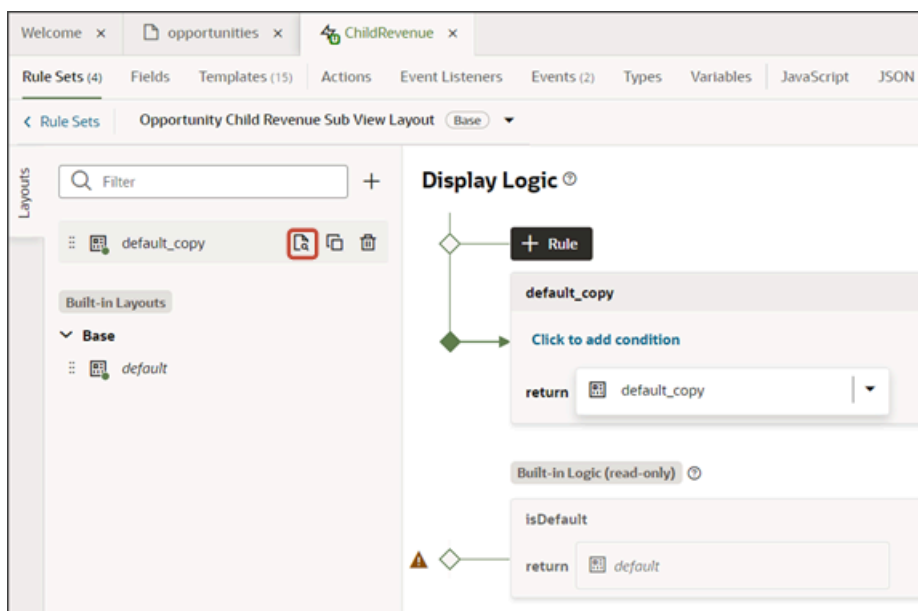 Welcome × opportunities × ChildRevenue ×
Rule Sets (4) Fields Templates (15) Actions Event Listeners Events (2) Types Variables JavaScript JSON
Rule Sets Opportunity Child Revenue Sub View Layout Base
Layouts
Filter
Display Logic
default_copy
+ Rule
default_copy
Built-in Layouts
Base
Click to add condition
default
return default_copy
Built-in Logic (read-only)
isDefault
return default